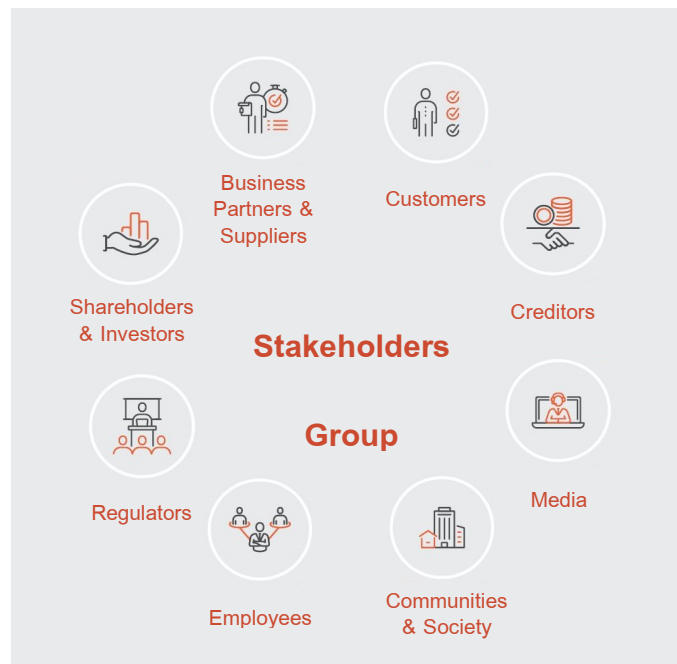 Business
Partners &
Suppliers
Customers
Shareholders
& Investors
Creditors
Stakeholders
Group
Regulators
Media
Employees
Communities
& Society